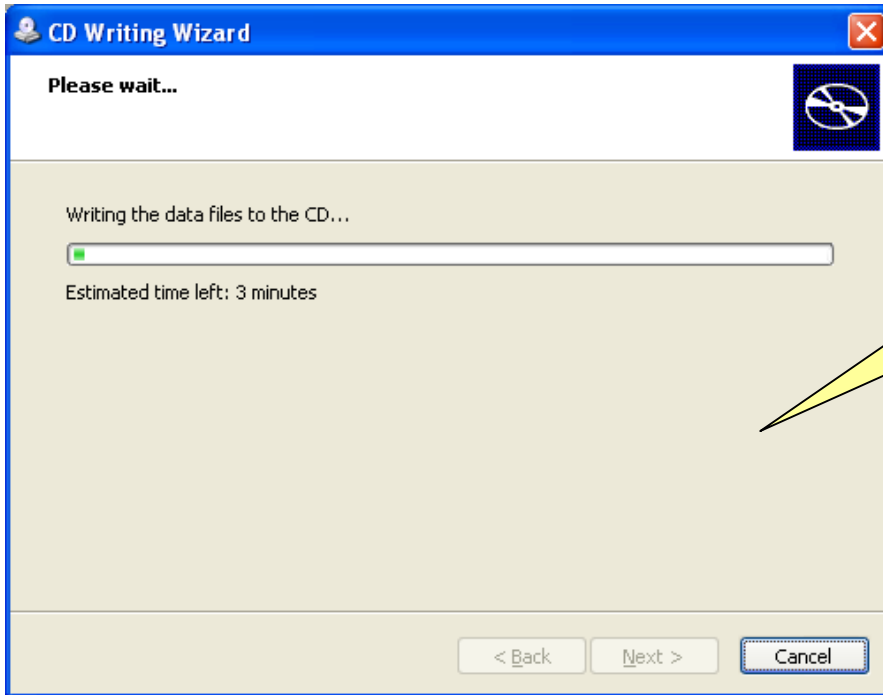 CD Writing Wizard
Please wait...
Writing the data files to the CD...
Estimated time left: 3 minutes
< Back
Next >
Cancel